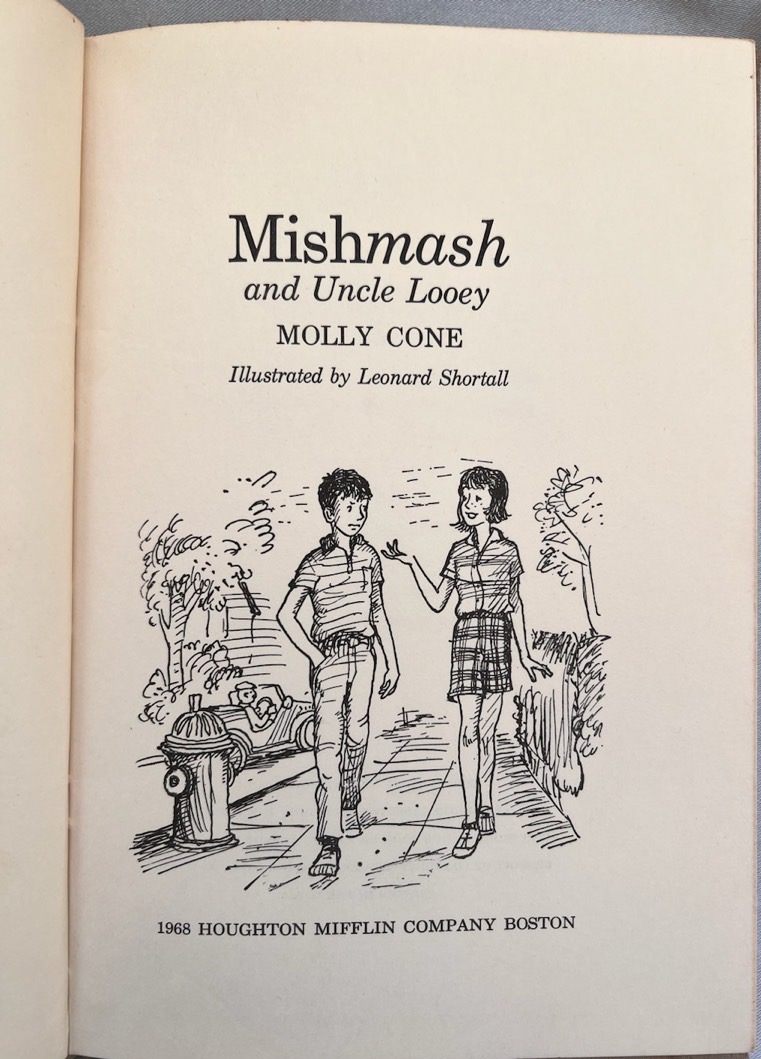 Mishmash
and Uncle Looey
MOLLY CONE
Illustrated by Leonard Shortall
1968 HOUGHTON MIFFLIN COMPANY BOSTON